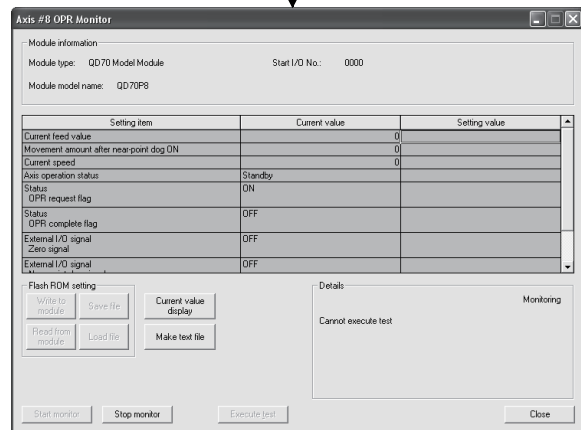 Axis #8 OPR Monitor
Module information
Module type: QD70 Model Module Start I/O No.: 0000
Module model name: QD70P8
Setting item Current value Setting value
Current feed value 0
Movement amount after near-point dog ON 0
Current speed 0
Axis operation status Standby
Status ON
OPR request flag
Status OFF
OPR complete flag
External I/O signal OFF
Zero signal
External I/O signal OFF
Flash ROM setting
Write to module Save file Current value display
Read from module Load file Make text file
Details
Monitoring
Cannot execute test
Start monitor Stop monitor Execute test Close